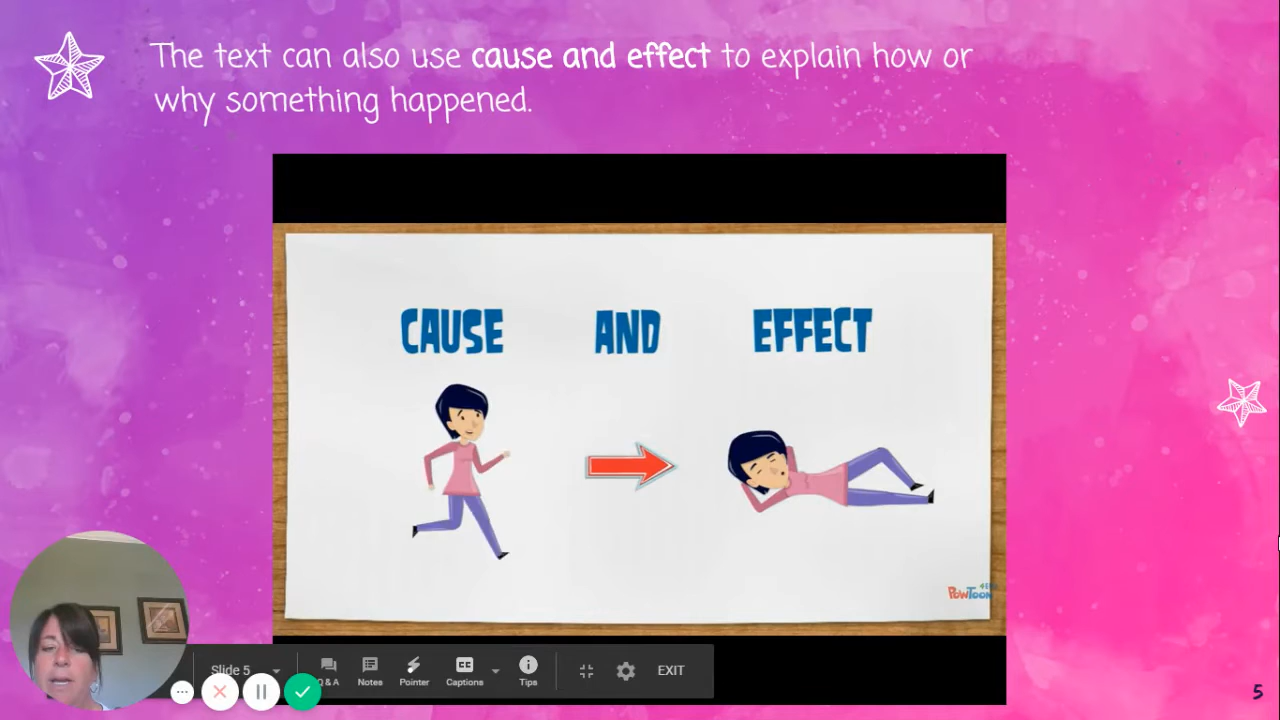 The text can also use cause and effect to explain how or
why something happened.
CAUSE AND EFFECT
POWTOON
Slide 5
Q & A
Notes
Pointer
CC
Captions
Tips
EXIT
5